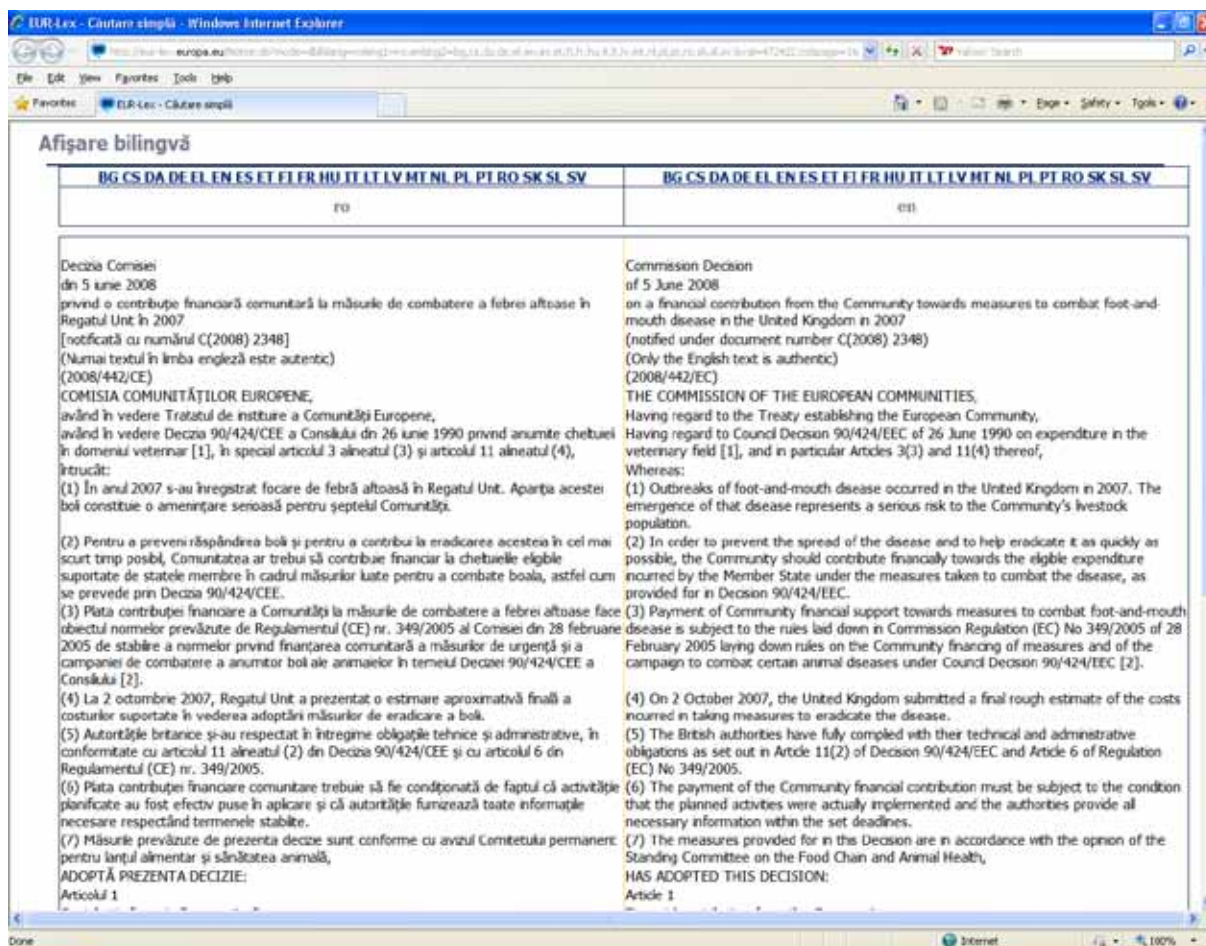 EUR-Lex - Căutare simplă - Windows Internet Explorer
europa.eu
File Edit View Favorites Tools Help
Favorites EUR-Lex - Căutare simplă Page Safety Tools
Afişare bilingvă
BG CS DA DE EL EN ES ET FI FR HU IT LT LV MT NL PL PT RO SK SL SV
ro
Decizia Comisiei
din 5 iunie 2008
privind o contribuție financiară comunitară la măsurile de combatere a febrei aftoase în
Regatul Unit în 2007
[notificată cu numărul C(2008) 2348]
(Numai textul în limba engleză este autentic)
(2008/442/CE)
COMISIA COMUNITĂȚILOR EUROPENE,
având în vedere Tratatul de instituire a Comunității Europene,
având în vedere Decizia 90/424/CEE a Consiliului din 26 iunie 1990 privind anumite cheltuieli
în domeniul veterinar [1], în special articolul 3 alineatul (3) și articolul 11 alineatul (4),
întrucât:
(1) În anul 2007 s-au înregistrat focare de febră aftoasă în Regatul Unit. Apariția acestei
boli constituie o amenințare serioasă pentru șeptelul Comunității.
(2) Pentru a preveni răspândirea bolii și pentru a contribui la eradicarea acesteia în cel mai
scurt timp posibil, Comunitatea ar trebui să contribuie financiar la cheltuielile eligibile
suportate de statele membre în cadrul măsurilor luate pentru a combate boala, astfel cum
se prevede prin Decizia 90/424/CEE.
(3) Plata contribuției financiare a Comunității la măsurile de combatere a febrei aftoase face
obiectul normelor prevăzute de Regulamentul (CE) nr. 349/2005 al Comisiei din 28 februarie
2005 de stabilire a normelor privind finanțarea comunitară a măsurilor de urgență și a
campaniei de combatere a anumitor boli ale animalelor în temeiul Deciziei 90/424/CEE a
Consiliului [2].
(4) La 2 octombrie 2007, Regatul Unit a prezentat o estimare aproximativă finală a
costurilor suportate în vederea adoptării măsurilor de eradicare a bolii.
(5) Autoritățile britanice și-au respectat în întregime obligațiile tehnice și administrative, în
conformitate cu articolul 11 alineatul (2) din Decizia 90/424/CEE și cu articolul 6 din
Regulamentul (CE) nr. 349/2005.
(6) Plata contribuției financiare comunitare trebuie să fie condiționată de faptul că activitățile
planificate au fost efectiv puse în aplicare și că autoritățile furnizează toate informațiile
necesare respectând termenele stabilite.
(7) Măsurile prevăzute de prezenta decizie sunt conforme cu avizul Comitetului permanent
pentru lanțul alimentar și sănătatea animală,
ADOPTĂ PREZENTA DECIZIE:
Articolul 1
BG CS DA DE EL EN ES ET FI FR HU IT LT LV MT NL PL PT RO SK SL SV
en
Commission Decision
of 5 June 2008
on a financial contribution from the Community towards measures to combat foot-and-
mouth disease in the United Kingdom in 2007
(notified under document number C(2008) 2348)
(Only the English text is authentic)
(2008/442/EC)
THE COMMISSION OF THE EUROPEAN COMMUNITIES,
Having regard to the Treaty establishing the European Community,
Having regard to Council Decision 90/424/EEC of 26 June 1990 on expenditure in the
veterinary field [1], and in particular Articles 3(3) and 11(4) thereof,
Whereas:
(1) Outbreaks of foot-and-mouth disease occurred in the United Kingdom in 2007. The
emergence of that disease represents a serious risk to the Community's livestock
population.
(2) In order to prevent the spread of the disease and to help eradicate it as quickly as
possible, the Community should contribute financially towards the eligible expenditure
incurred by the Member State under the measures taken to combat the disease, as
provided for in Decision 90/424/EEC.
(3) Payment of Community financial support towards measures to combat foot-and-mouth
disease is subject to the rules laid down in Commission Regulation (EC) No 349/2005 of 28
February 2005 laying down rules on the Community financing of measures and of the
campaign to combat certain animal diseases under Council Decision 90/424/EEC [2].
(4) On 2 October 2007, the United Kingdom submitted a final rough estimate of the costs
incurred in taking measures to eradicate the disease.
(5) The British authorities have fully complied with their technical and administrative
obligations as set out in Article 11(2) of Decision 90/424/EEC and Article 6 of Regulation
(EC) No 349/2005.
(6) The payment of the Community financial contribution must be subject to the condition
that the planned activities were actually implemented and the authorities provide all
necessary information within the set deadlines.
(7) The measures provided for in this Decision are in accordance with the opinion of the
Standing Committee on the Food Chain and Animal Health,
HAS ADOPTED THIS DECISION:
Article 1
Done Internet 100%